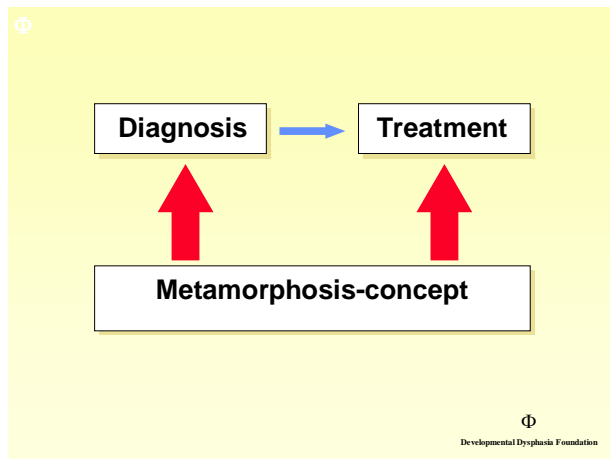 Φ
Diagnosis
Treatment
Metamorphosis-concept
Φ
Developmental Dysphasia Foundation